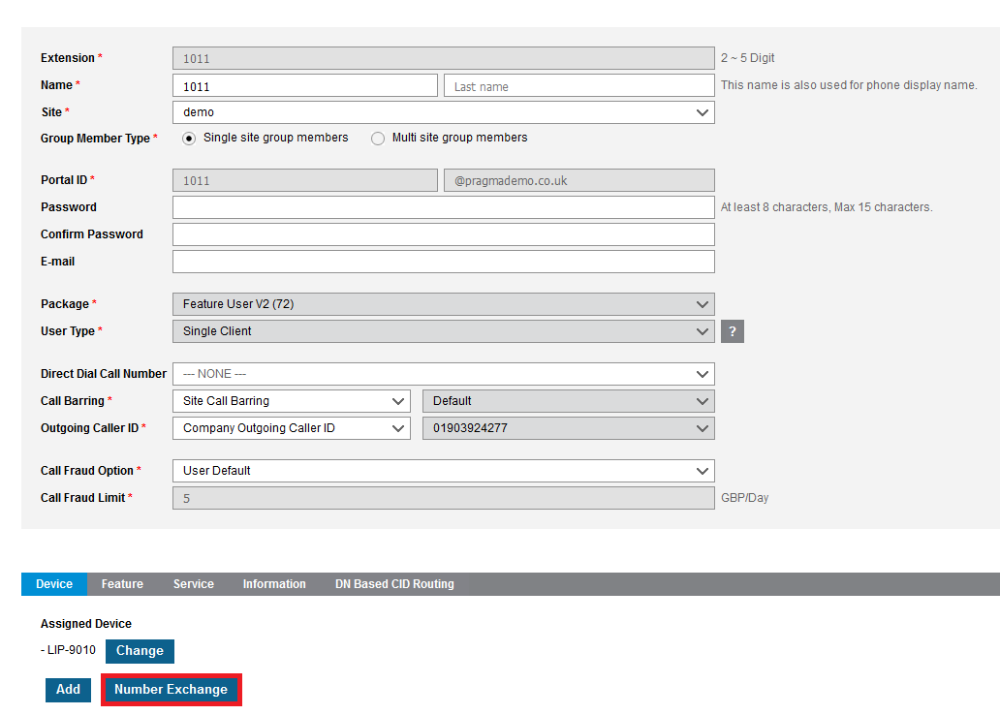 Extension * 1011 2 ~ 5 Digit
Name * 1011 Last name This name is also used for phone display name.
Site * demo
Group Member Type * Single site group members Multi site group members
Portal ID * 1011 @pragmademo.co.uk
Password At least 8 characters, Max 15 characters.
Confirm Password
E-mail
Package * Feature User V2 (72)
User Type * Single Client ?
Direct Dial Call Number --- NONE ---
Call Barring * Site Call Barring Default
Outgoing Caller ID * Company Outgoing Caller ID 01903924277
Call Fraud Option * User Default
Call Fraud Limit * 5 GBP/Day
Device Feature Service Information DN Based CID Routing
Assigned Device
- LIP-9010 Change
Add Number Exchange